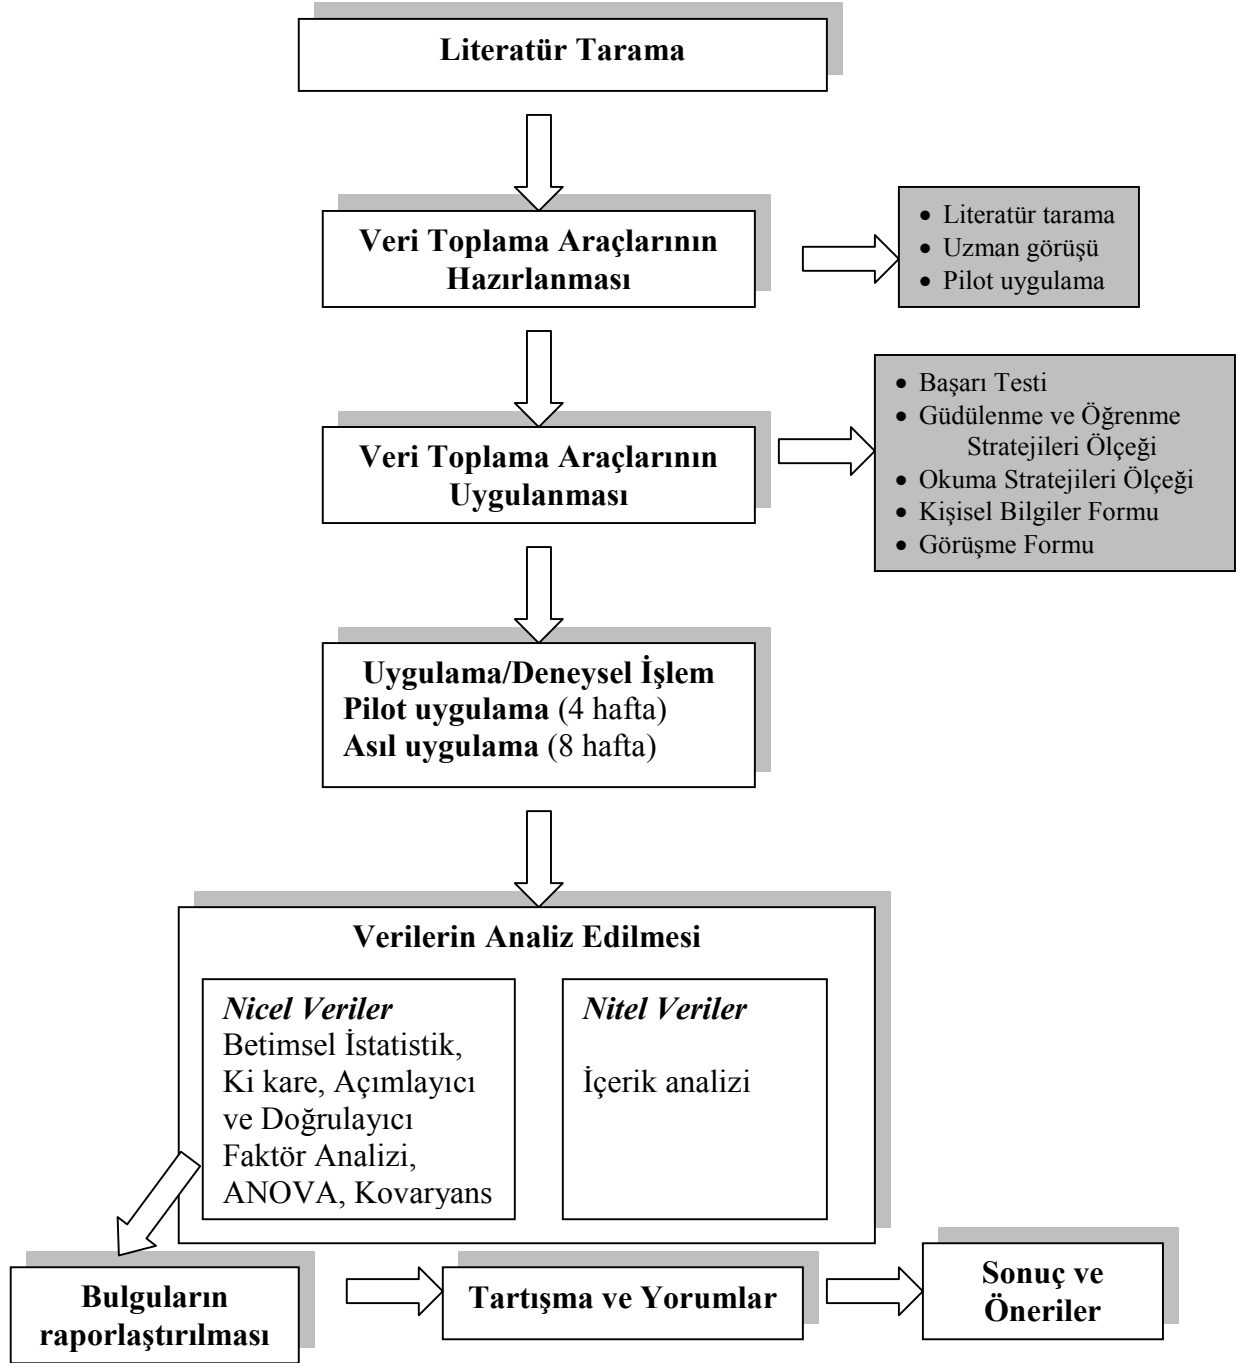 Literatür Tarama
Veri Toplama Araçlarının
Hazırlanması
• Literatür tarama
• Uzman görüşü
• Pilot uygulama
Veri Toplama Araçlarının
Uygulanması
• Başarı Testi
• Güdülenme ve Öğrenme
Stratejileri Ölçeği
• Okuma Stratejileri Ölçeği
• Kişisel Bilgiler Formu
• Görüşme Formu
Uygulama/Deneysel İşlem
Pilot uygulama (4 hafta)
Asıl uygulama (8 hafta)
Verilerin Analiz Edilmesi
Nicel Veriler
Betimsel İstatistik,
Ki kare, Açımlayıcı
ve Doğrulayıcı
Faktör Analizi,
ANOVA, Kovaryans
Nitel Veriler
İçerik analizi
Bulguların
raporlaştırılması
Tartışma ve Yorumlar
Sonuç ve
Öneriler